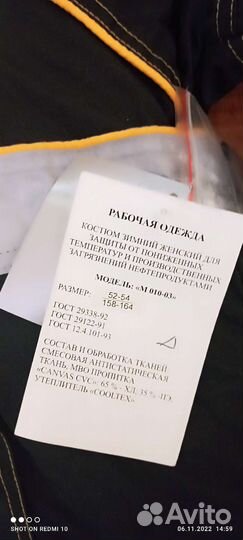 РАБОЧАЯ ОДЕЖДА
КОСТЮМ ЗИМНИЙ ЖЕНСКИЙ ДЛЯ
ЗАЩИТЫ ОТ ПОНИЖЕННЫХ
ТЕМПЕРАТУР И ПРОИЗВОДСТВЕННЫХ
ЗАГРЯЗНЕНИЙ НЕФТЕПРОДУКТАМИ
МОДЕЛЬ: «М 010-03»
РАЗМЕР: 52-54
158-164
ГОСТ 29338-92
ГОСТ 29122-91
ГОСТ 12.4.101-93
СОСТАВ И ОБРАБОТКА ТКАНЕЙ
СМЕСОВАЯ АНТИСТАТИЧЕСКАЯ
ТКАНЬ, МВО ПРОПИТКА
«CANVAS CVC»: 65 % - ХЛ, 35 % -ПЭ,
УТЕПЛИТЕЛЬ «COOLTEX»
SHOT ON REDMI 10
06.11.2022 14:59
Avito